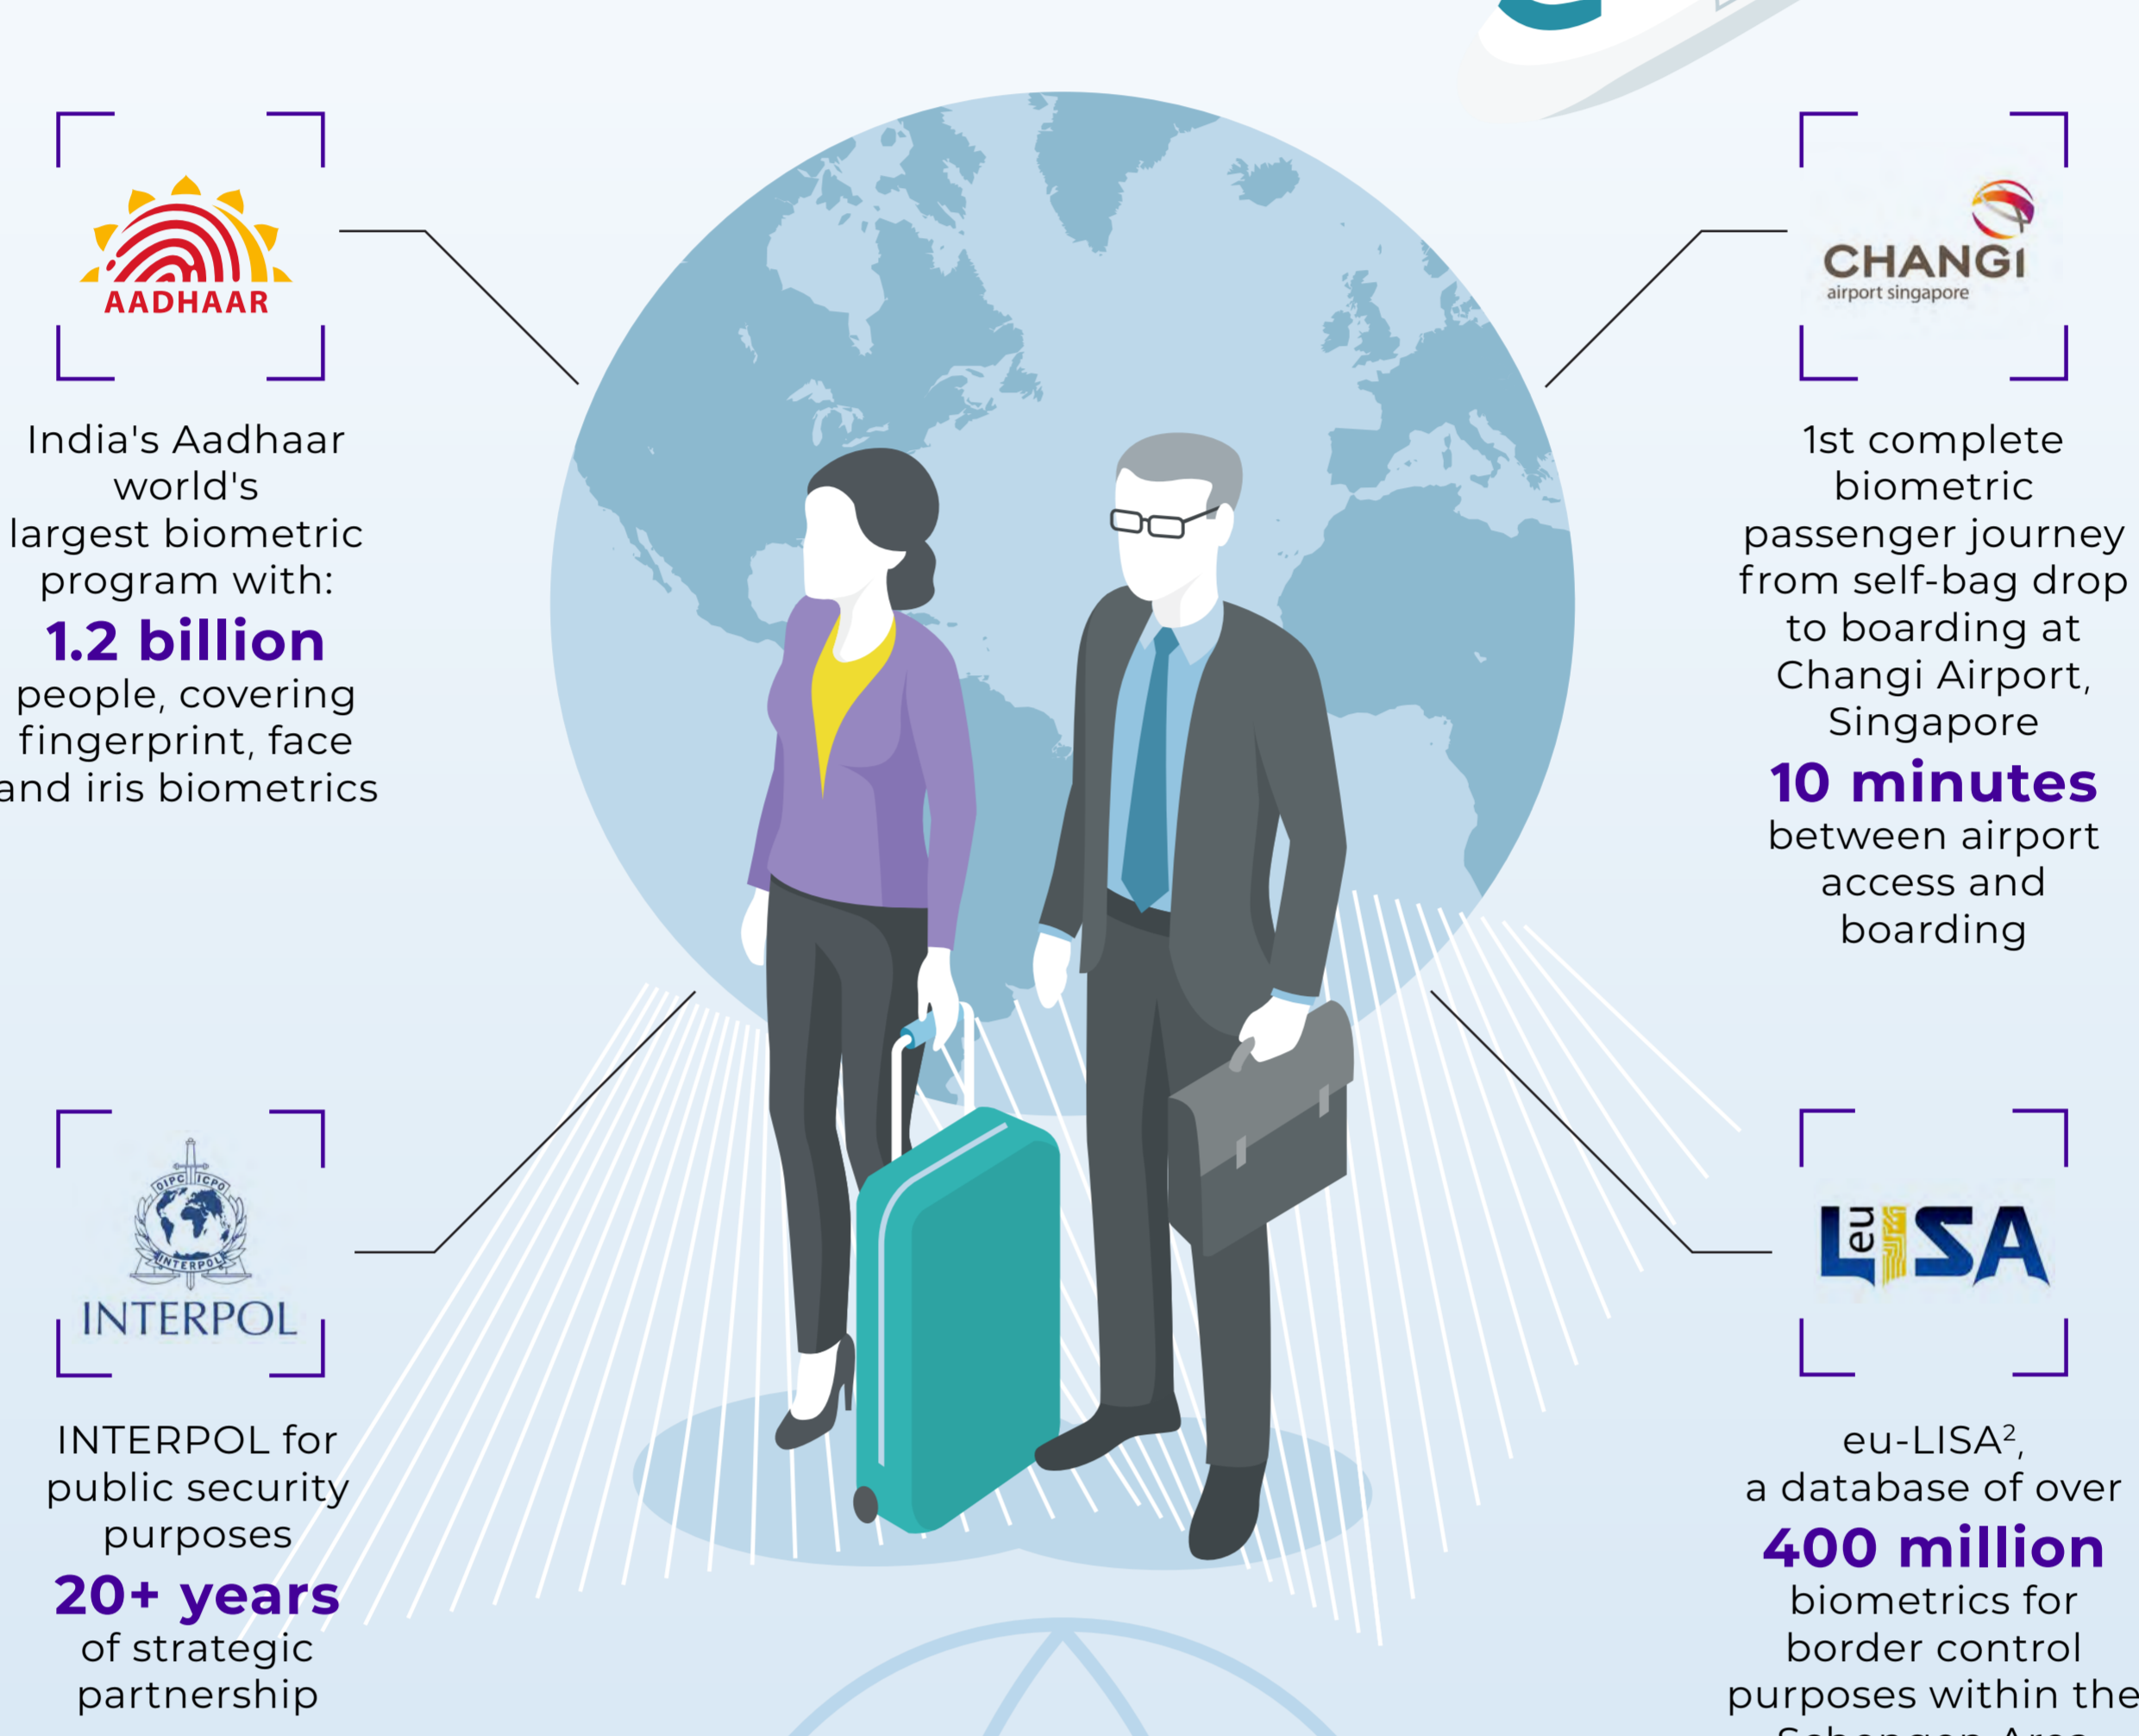 AADHAAR
India's Aadhaar
world's
largest biometric
program with:
1.2 billion
people, covering
fingerprint, face
and iris biometrics
CHANGI
airport singapore
1st complete
biometric
passenger journey
from self-bag drop
to boarding at
Changi Airport,
Singapore
10 minutes
between airport
access and
boarding
OIPC ICPO
INTERPOL
INTERPOL
INTERPOL for
public security
purposes
20+ years
of strategic
partnership
eu LISA
eu-LISA²,
a database of over
400 million
biometrics for
border control
purposes within the
Schengen Area